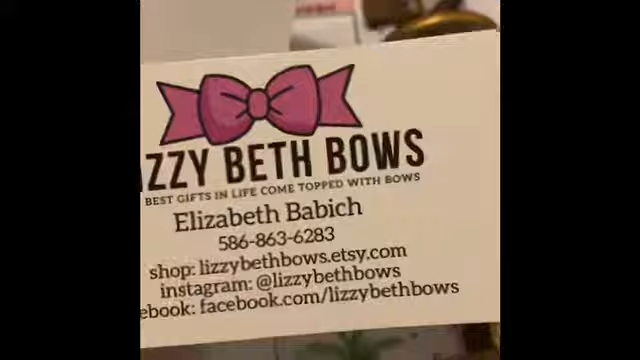 IZZY BETH BOWS
BEST GIFTS IN LIFE COME TOPPED WITH BOWS
Elizabeth Babich
586-863-6283
shop: lizzybethbows.etsy.com
instagram: @lizzybethbows
ebook: facebook.com/lizzybethbows